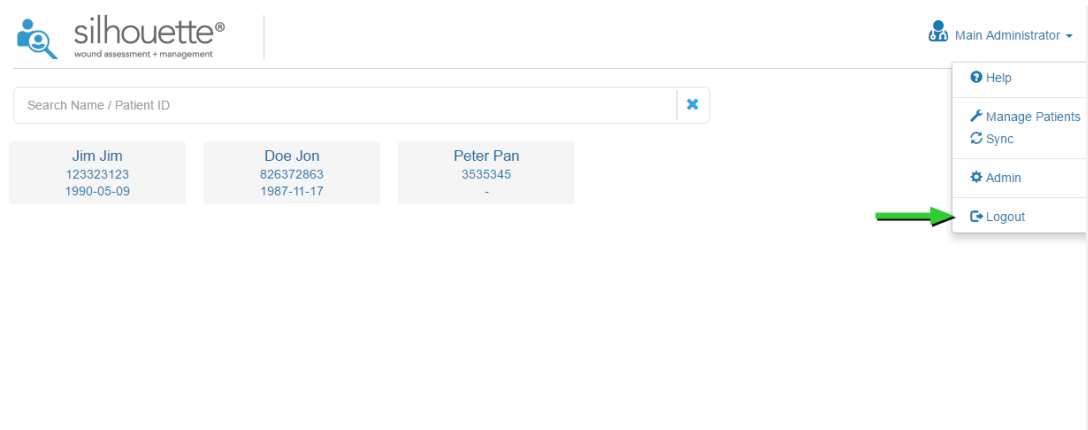 silhouette®
wound assessment + management
Main Administrator
Help
Search Name / Patient ID
Manage Patients
Sync
Jim Jim
123323123
1990-05-09
Doe Jon
826372863
1987-11-17
Peter Pan
3535345
-
Admin
Logout